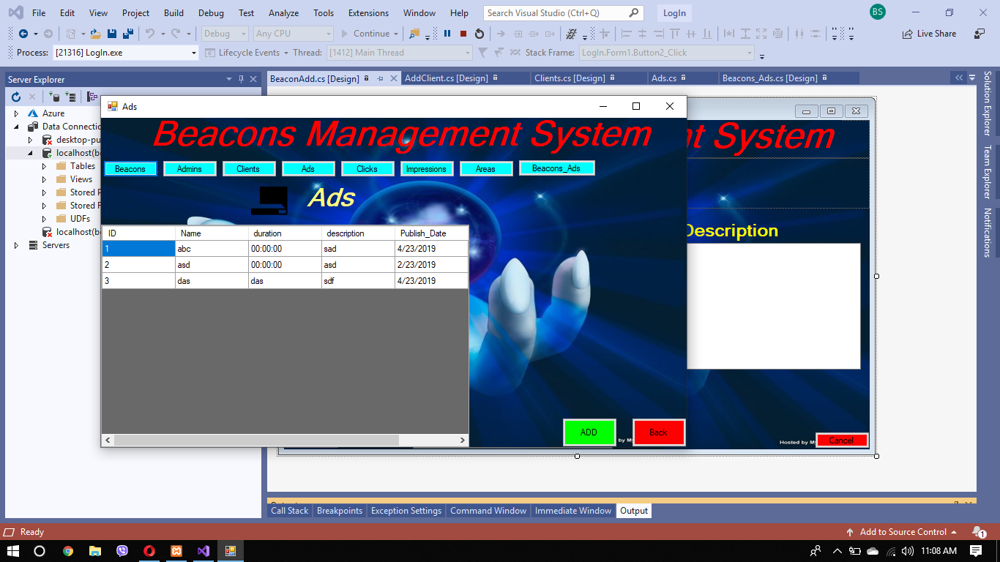 File Edit View Project Build Debug Test Analyze Tools Extensions Window Help Search Visual Studio (Ctrl+Q) LogIn BS
Debug Any CPU Continue Live Share
Process: [21316] LogIn.exe Lifecycle Events Thread: [1412] Main Thread Stack Frame: LogIn.Form1.Button2_Click
Server Explorer
BeaconAdd.cs [Design] AddClient.cs [Design] Clients.cs [Design] Ads.cs Beacons_Ads.cs [Design]
Solution Explorer
Team Explorer
Notifications
Azure
Data Connectio
desktop-pu
localhost(b
Tables
Views
Stored P
Stored F
UDFs
localhost(b
Servers
Ads
Beacons Management System
nt System
Beacons Admins Clients Ads Clicks Impressions Areas Beacons_Ads
Ads
Description
ID Name duration description Publish_Date
1 abc 00:00:00 sad 4/23/2019
2 asd 00:00:00 asd 2/23/2019
3 das das sdf 4/23/2019
ADD by My Back
Hosted by My Cancel
Call Stack Breakpoints Exception Settings Command Window Immediate Window Output
Ready Add to Source Control 1
11:08 AM